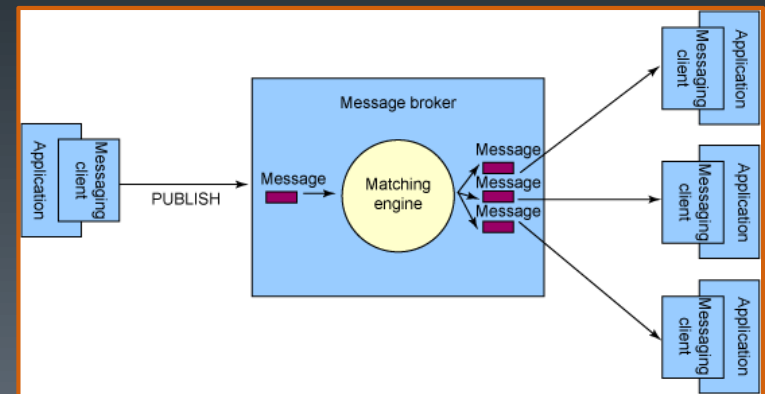 Application
Messaging
client
PUBLISH
Message broker
Message
Matching
engine
Message
Message
Message
Messaging
client
Application
Messaging
client
Application
Messaging
client
Application